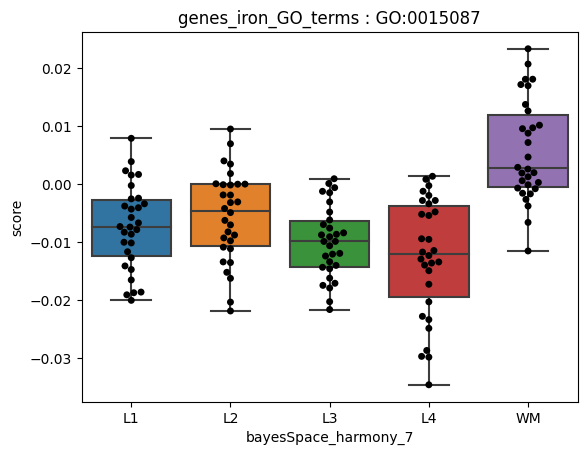 genes_iron_GO_terms : GO:0015087
score
0.02
0.01
0.00
−0.01
−0.02
−0.03
L1
L2
L3
L4
WM
bayesSpace_harmony_7